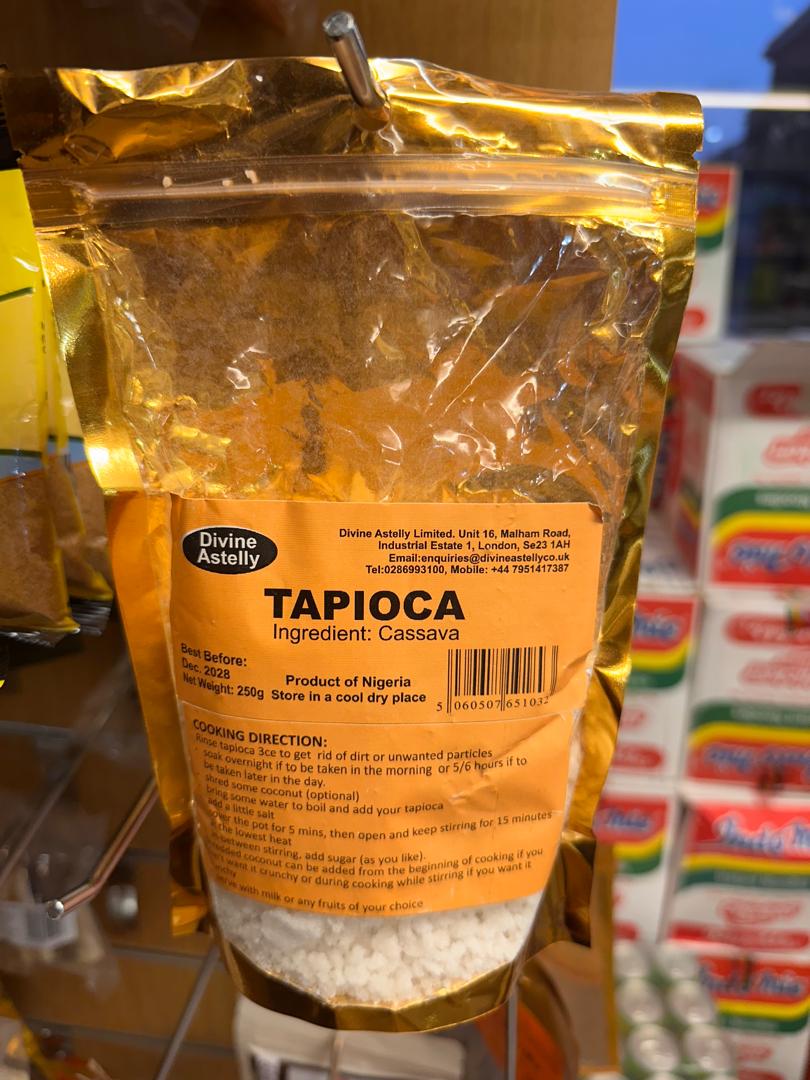 Divine
Astelly
Divine Astelly Limited. Unit 16, Malham Road,
Industrial Estate 1, London, Se23 1AH
Email:enquiries@divineastellyco.uk
Tel:0286993100, Mobile: +44 7951417387
TAPIOCA
Ingredient: Cassava
Best Before:
Dec. 2028
Net Weight: 250g
Product of Nigeria
Store in a cool dry place
5 060507 651032
COOKING DIRECTION:
Rinse tapioca 3ce to get rid of dirt or unwanted particles
soak overnight if to be taken in the morning or 5/6 hours if to
be taken later in the day.
shred some coconut (optional)
bring some water to boil and add your tapioca
add a little salt
cover the pot for 5 mins, then open and keep stirring for 15 minutes
the lowest heat
between stirring, add sugar (as you like).
coconut can be added from the beginning of cooking if you
want it crunchy or during cooking while stirring if you want it
with milk or any fruits of your choice